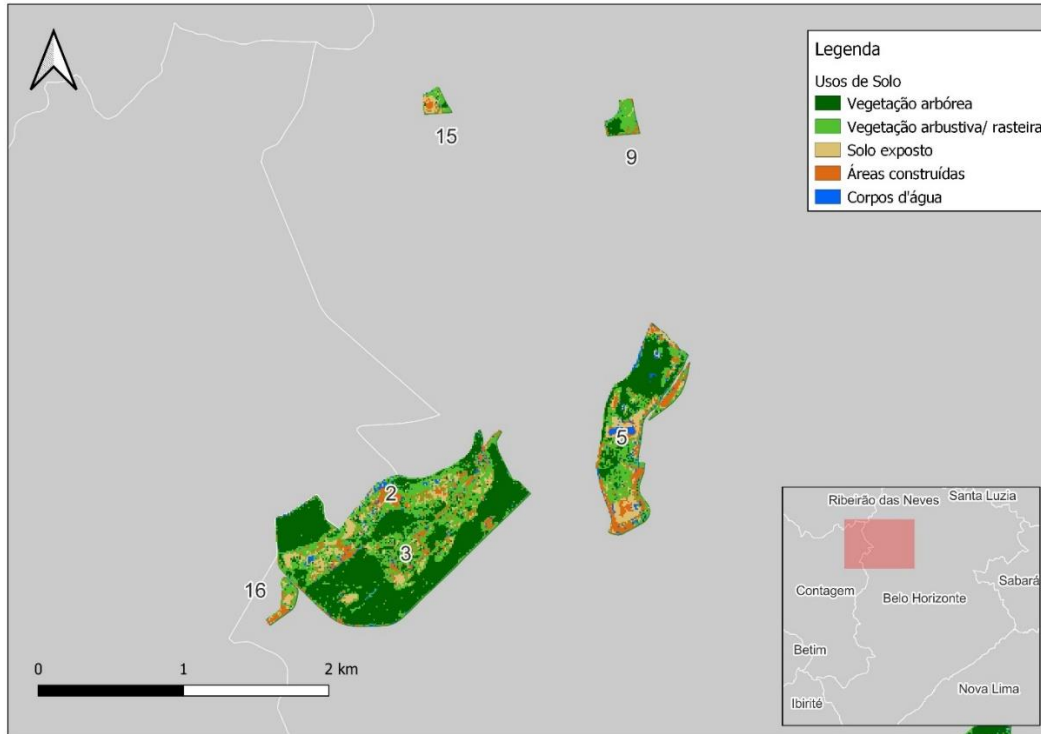 Legenda
Usos de Solo
Vegetação arbórea
Vegetação arbustiva/ rasteira
Solo exposto
Áreas construídas
Corpos d'água
15
9
5
2
3
16
0 1 2 km
Ribeirão das Neves
Santa Luzia
Sabará
Contagem
Belo Horizonte
Betim
Nova Lima
Ibirité